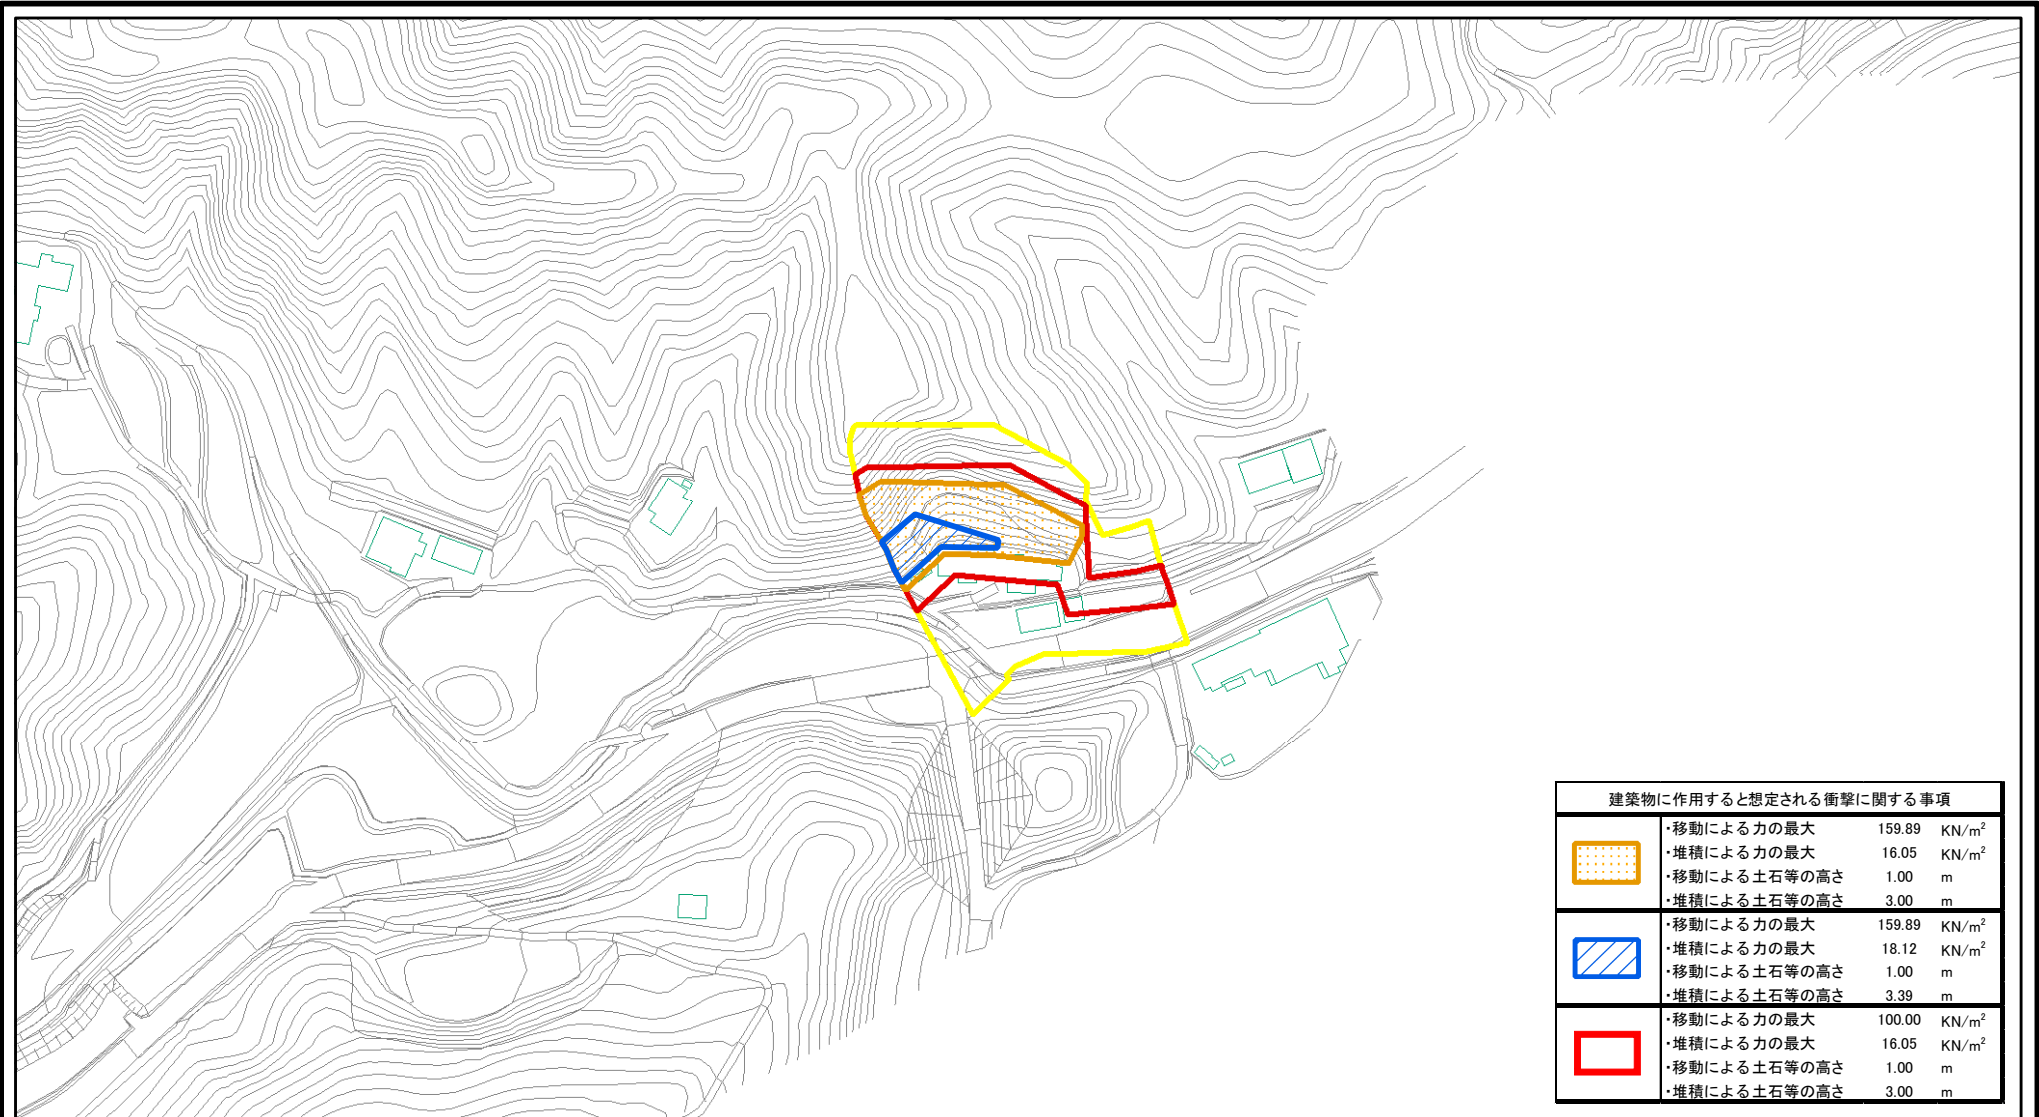 建築物に作用すると想定される衝撃に関する事項
・移動による力の最大 159.89 KN/m²
・堆積による力の最大 16.05 KN/m²
・移動による土石等の高さ 1.00 m
・堆積による土石等の高さ 3.00 m
・移動による力の最大 159.89 KN/m²
・堆積による力の最大 18.12 KN/m²
・移動による土石等の高さ 1.00 m
・堆積による土石等の高さ 3.39 m
・移動による力の最大 100.00 KN/m²
・堆積による力の最大 16.05 KN/m²
・移動による土石等の高さ 1.00 m
・堆積による土石等の高さ 3.00 m